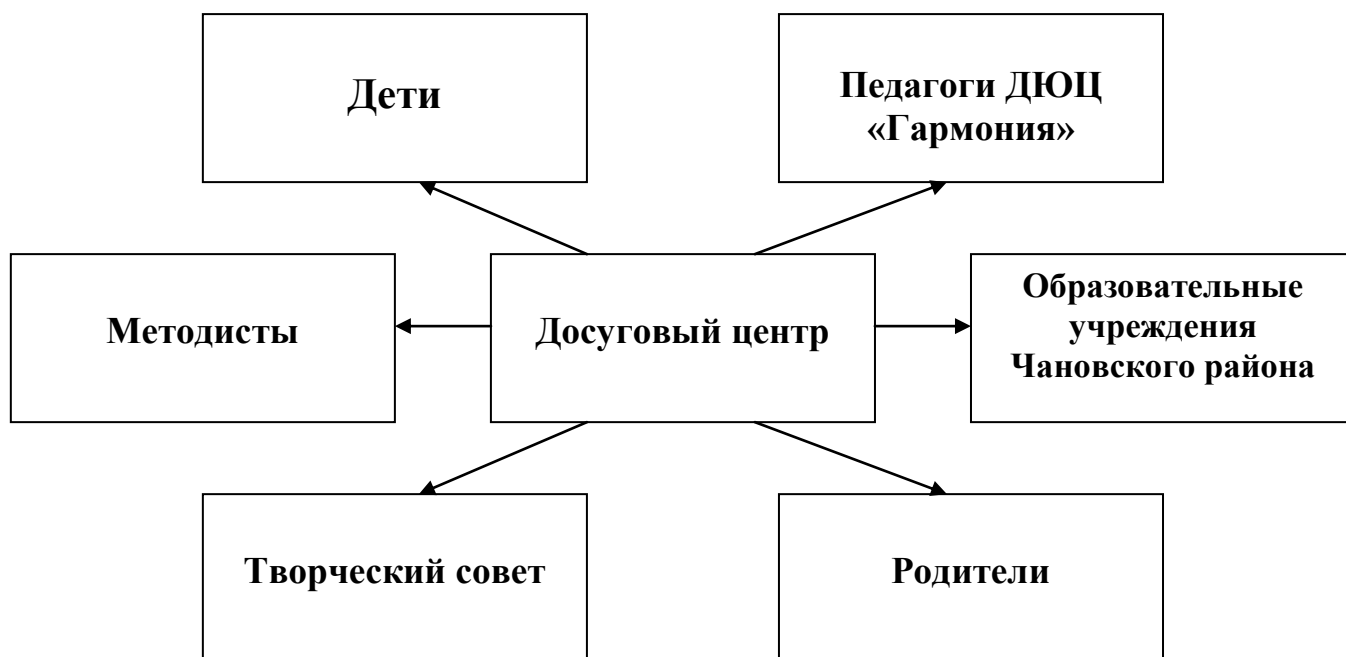 Дети
Педагоги ДЮЦ
«Гармония»
Методисты
Досуговый центр
Образовательные
учреждения
Чановского района
Творческий совет
Родители